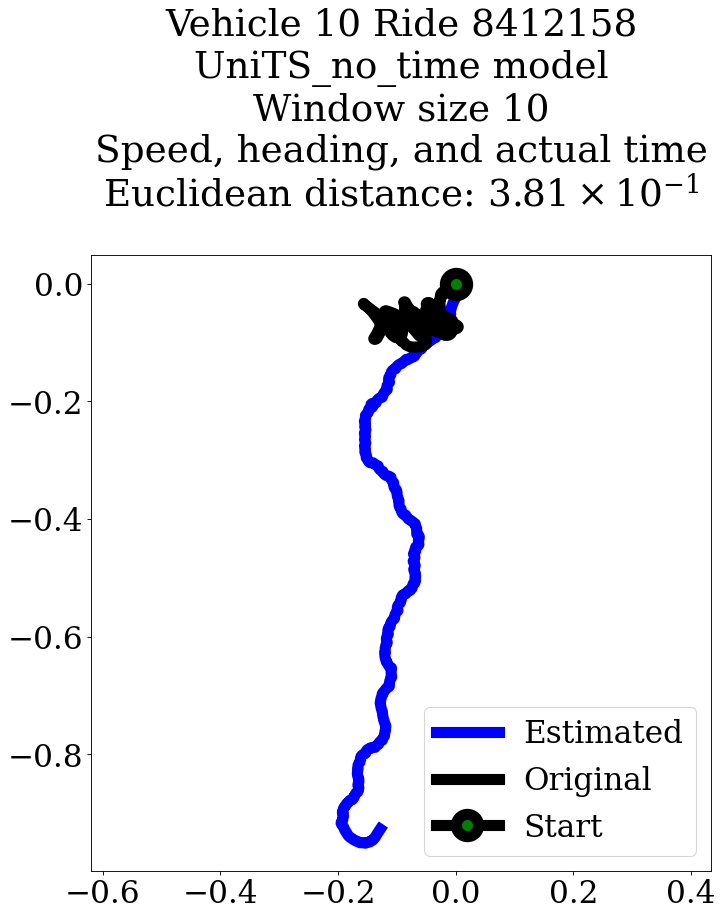 Vehicle 10 Ride 8412158
UniTS_no_time model
Window size 10
Speed, heading, and actual time
Euclidean distance: 3.81 × 10⁻¹
0.0
−0.2
−0.4
−0.6
−0.8
Estimated
Original
Start
−0.6 −0.4 −0.2 0.0 0.2 0.4